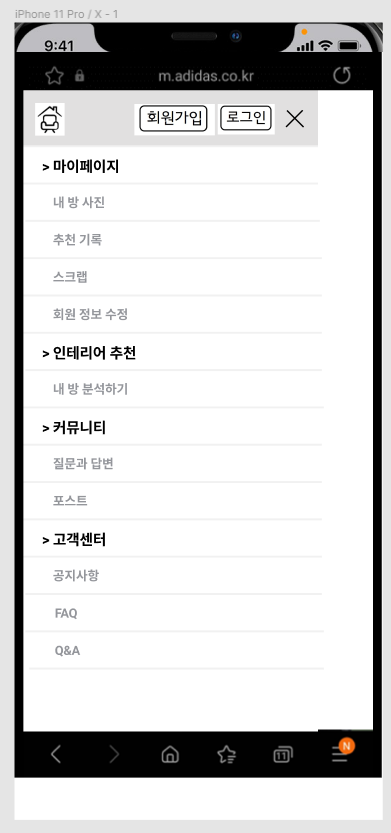 iPhone 11 Pro / X - 1
9:41
m.adidas.co.kr
회원가입 로그인
> 마이페이지
내 방 사진
추천 기록
스크랩
회원 정보 수정
> 인테리어 추천
내 방 분석하기
> 커뮤니티
질문과 답변
포스트
> 고객센터
공지사항
FAQ
Q&A
11
N